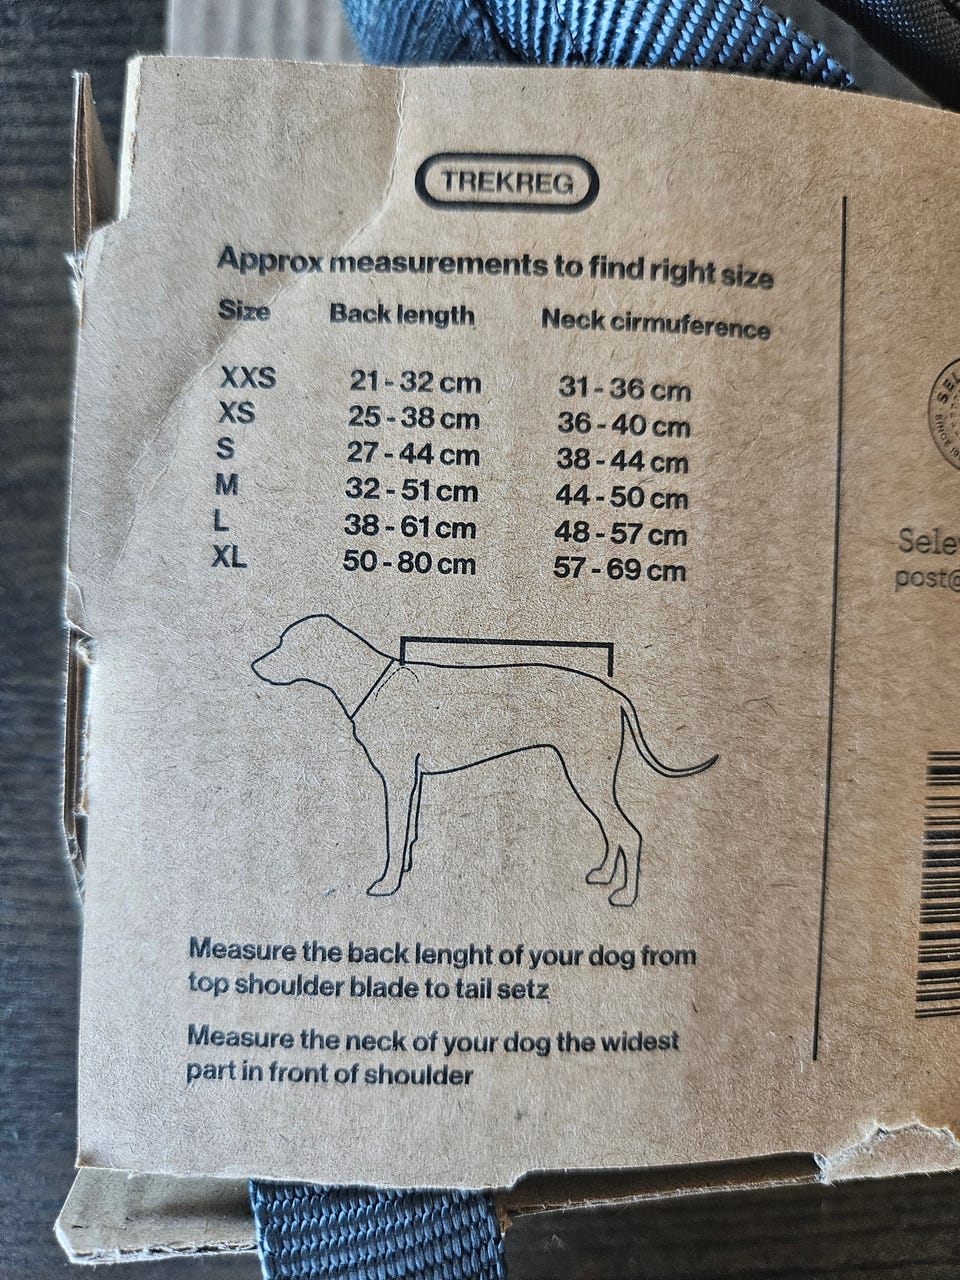 TREKREG
Approx measurements to find right size
Size Back length Neck cirmuference
XXS 21 - 32 cm 31 - 36 cm
XS 25 - 38 cm 36 - 40 cm
S 27 - 44 cm 38 - 44 cm
M 32 - 51 cm 44 - 50 cm
L 38 - 61 cm 48 - 57 cm
XL 50 - 80 cm 57 - 69 cm
Measure the back lenght of your dog from
top shoulder blade to tail setz
Measure the neck of your dog the widest
part in front of shoulder
post@